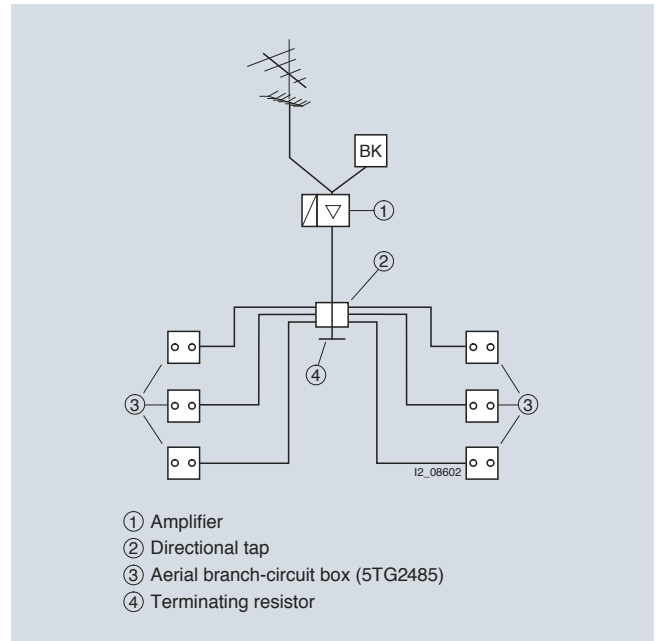 BK
①
②
④
③
③
I2_08602
① Amplifier
② Directional tap
③ Aerial branch-circuit box (5TG2485)
④ Terminating resistor